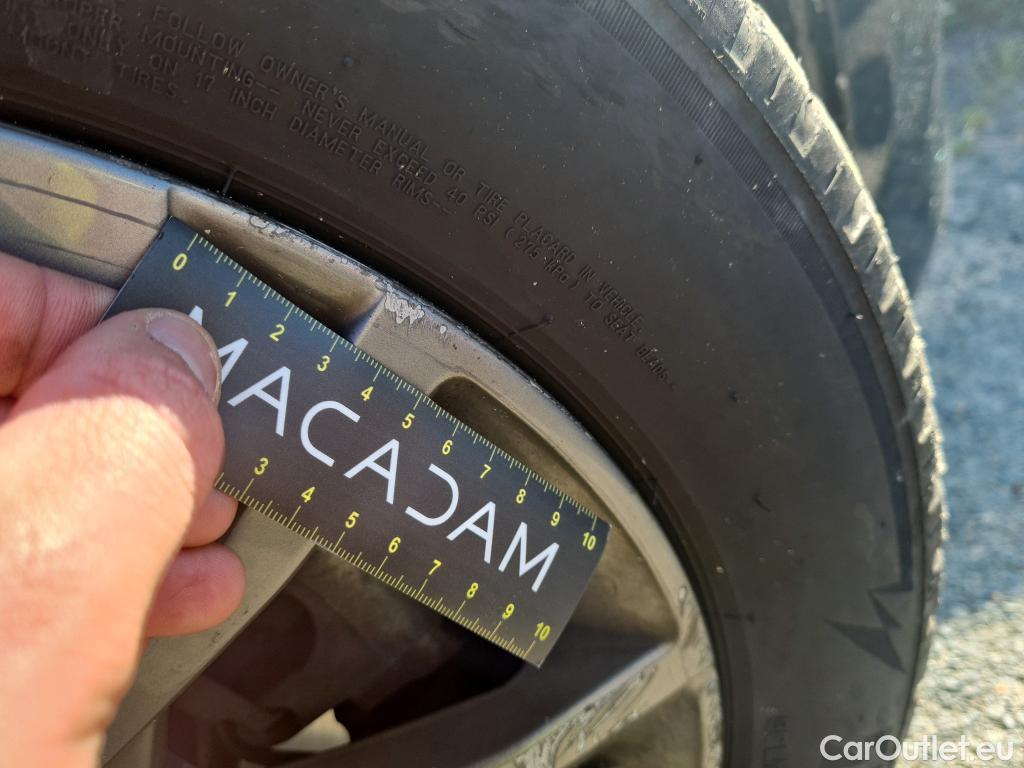 FOLLOW OWNER'S MANUAL OR TIRE PLACARD IN VEHICLE.
MOUNTING-- NEVER EXCEED 40 PSI (275 KPa) TO SEAT BEADS--
ONLY ON 17 INCH DIAMETER RIMS--
MOUNT TIRES.
0 1 2 3 4 5 6 7 8 9 10
MACADAM
3 4 5 6 7 8 9 10
CarOutlet.eu